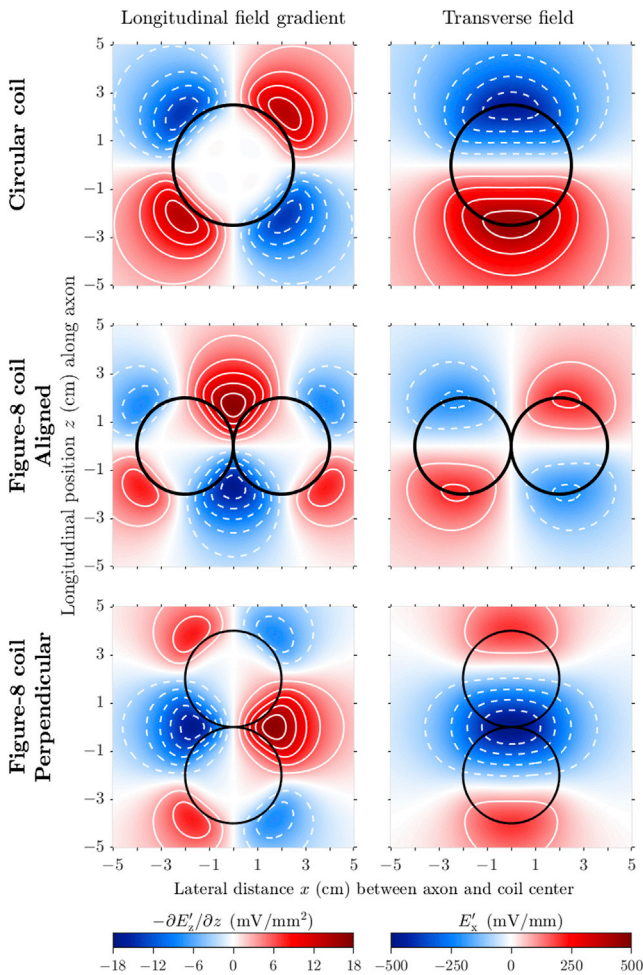 Longitudinal field gradient
Transverse field
Circular coil
5
3
1
−1
−3
−5
Figure-8 coil
Aligned
Longitudinal position z (cm) along axon
5
3
1
−1
−3
−5
Figure-8 coil
Perpendicular
5
3
1
−1
−3
−5
−5 −3 −1 1 3 5
−5 −3 −1 1 3 5
Lateral distance x (cm) between axon and coil center
−∂E′z/∂z (mV/mm²)
E′x (mV/mm)
−18 −12 −6 0 6 12 18
−500 −250 0 250 500